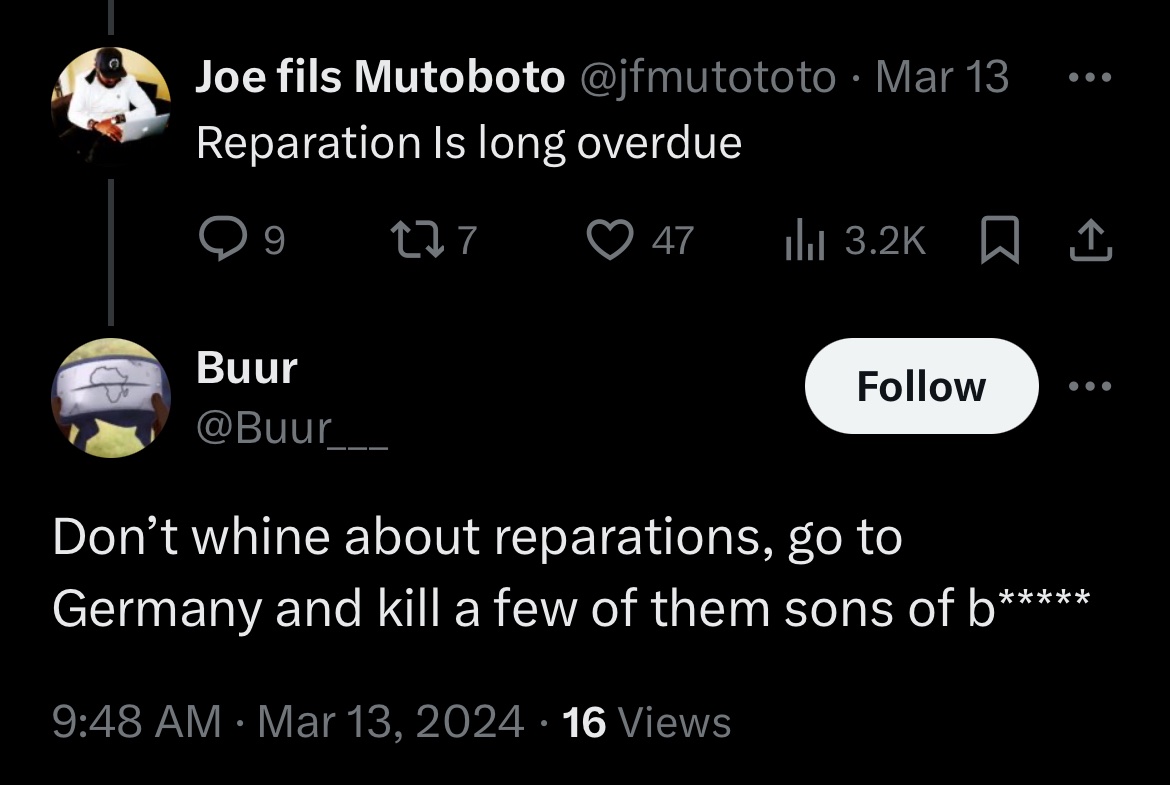 Joe fils Mutoboto @jfmutototo · Mar 13
Reparation Is long overdue
9 7 47 3.2K
Buur
Follow
@Buur___
Don’t whine about reparations, go to
Germany and kill a few of them sons of b*****
9:48 AM · Mar 13, 2024 · 16 Views